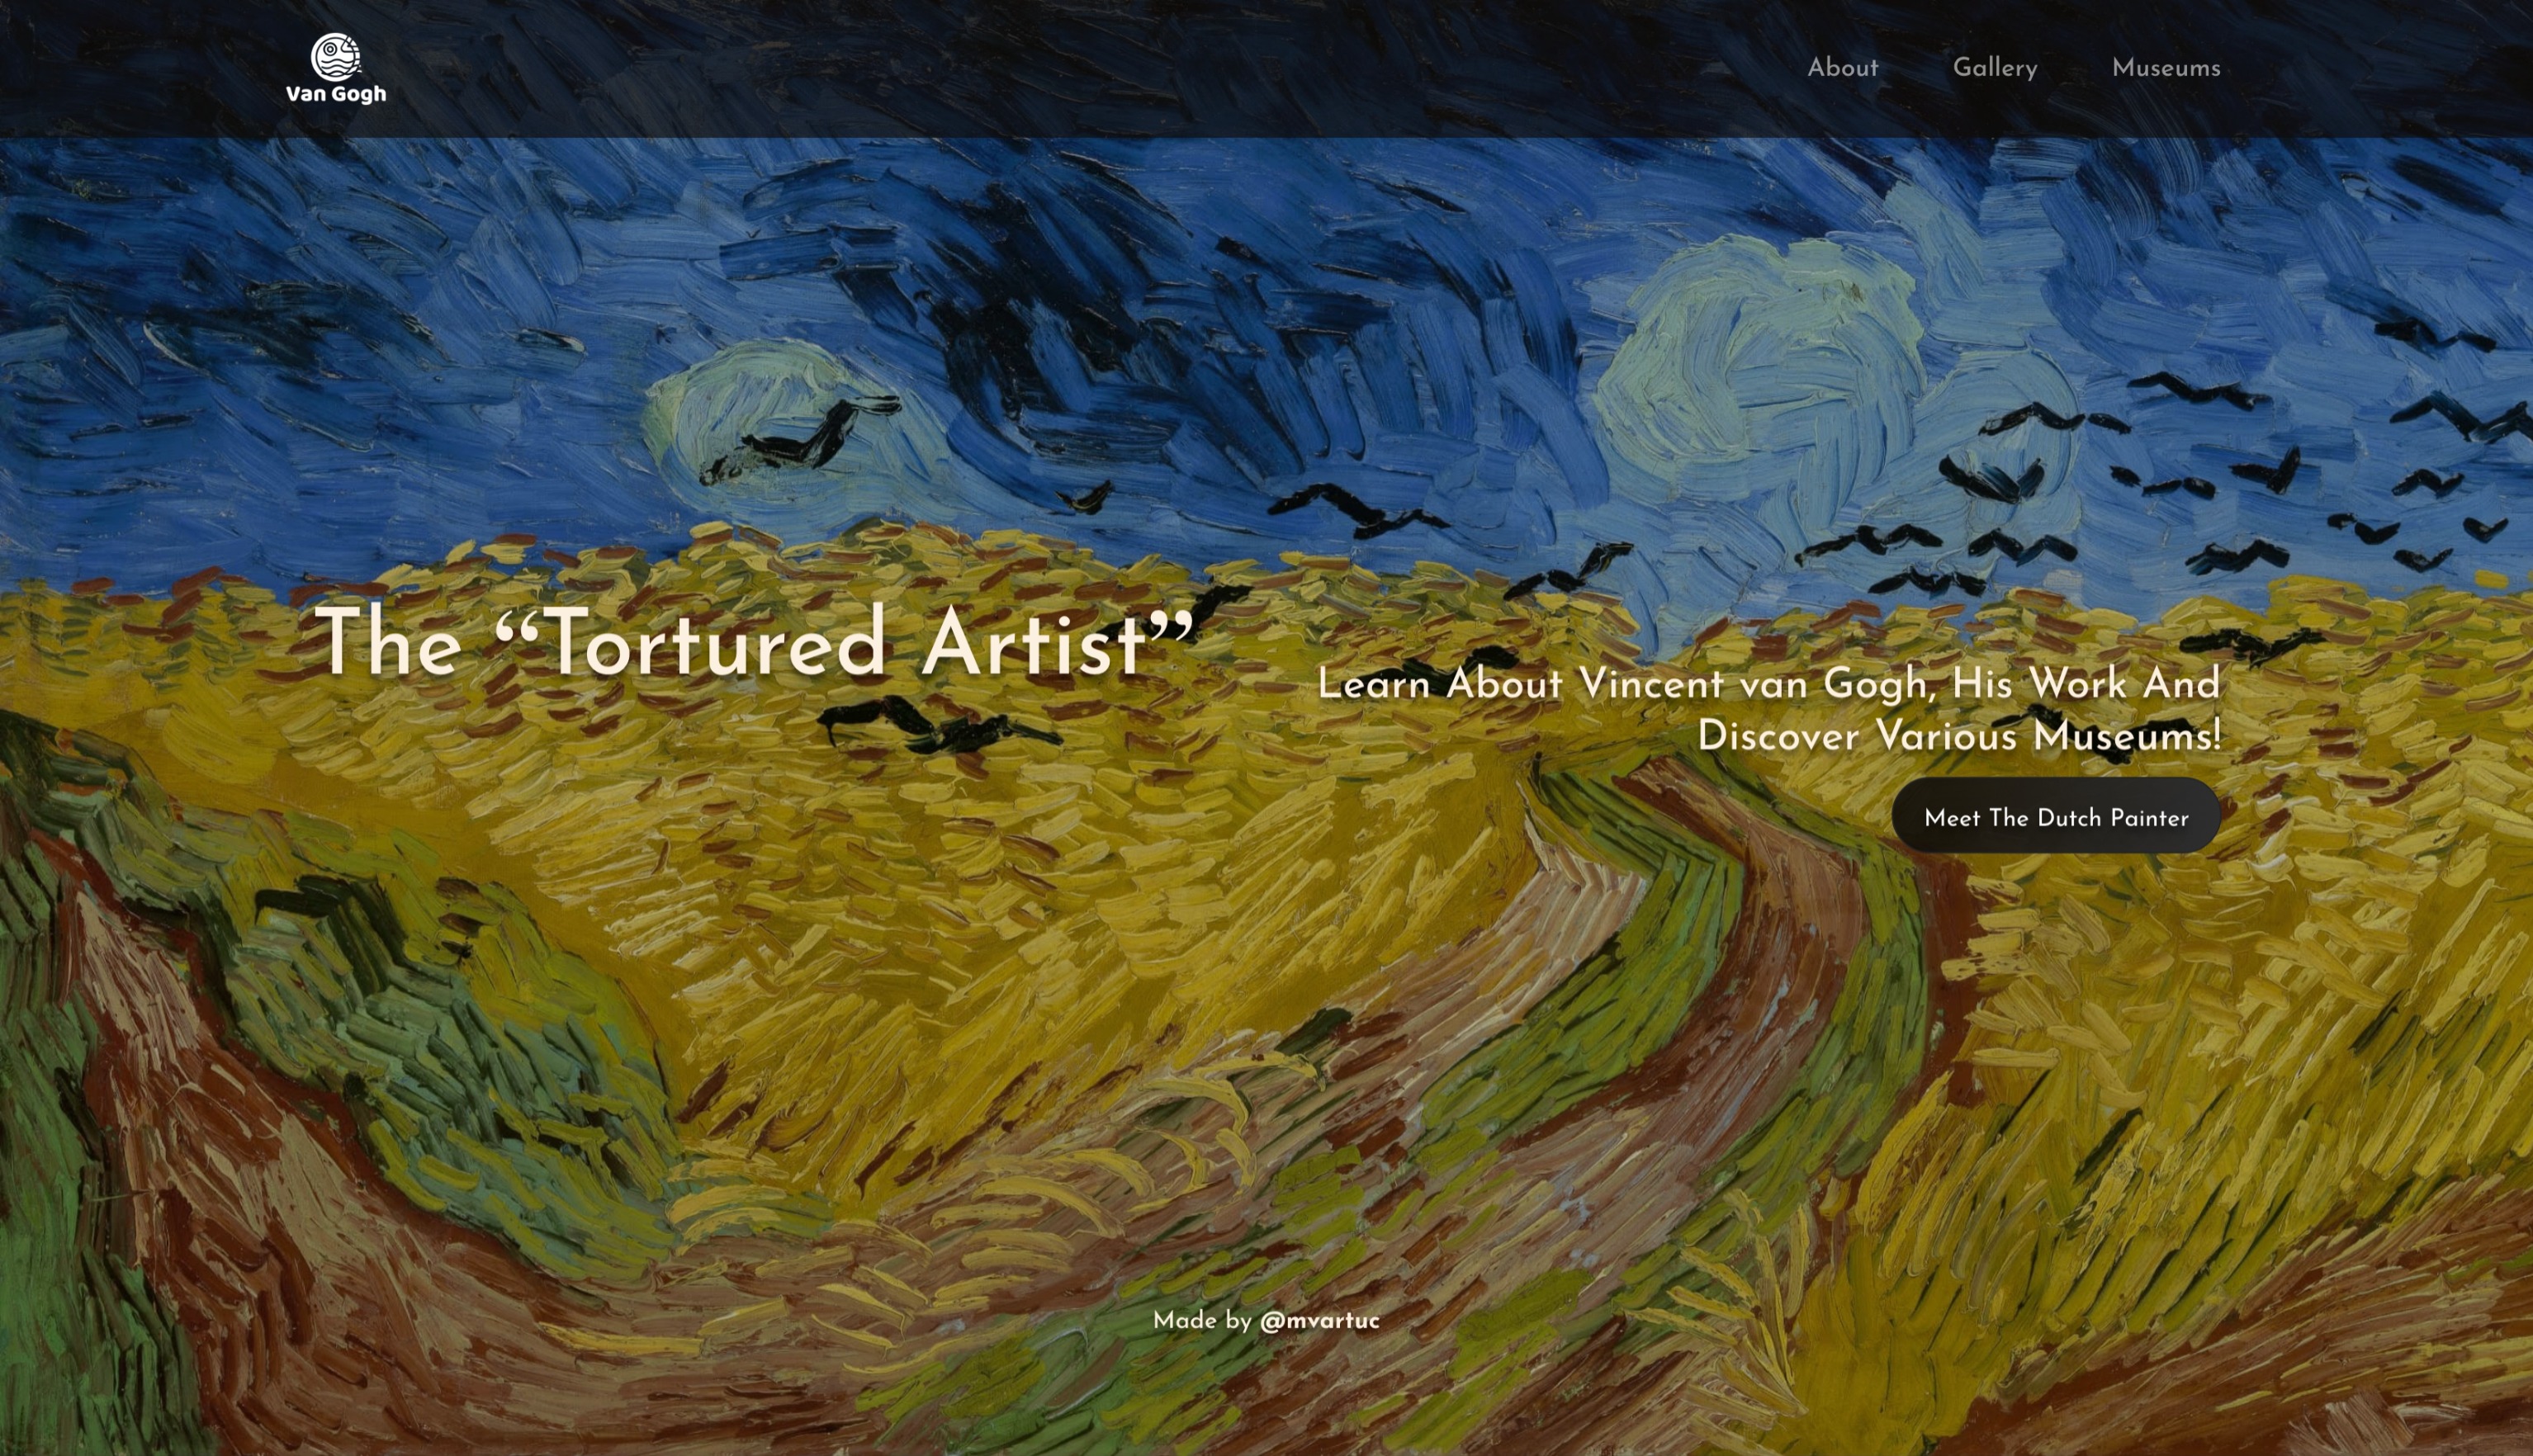 Van Gogh
About Gallery Museums
The “Tortured Artist”
Learn About Vincent van Gogh, His Work And
Discover Various Museums!
Meet The Dutch Painter
Made by @mvartuc